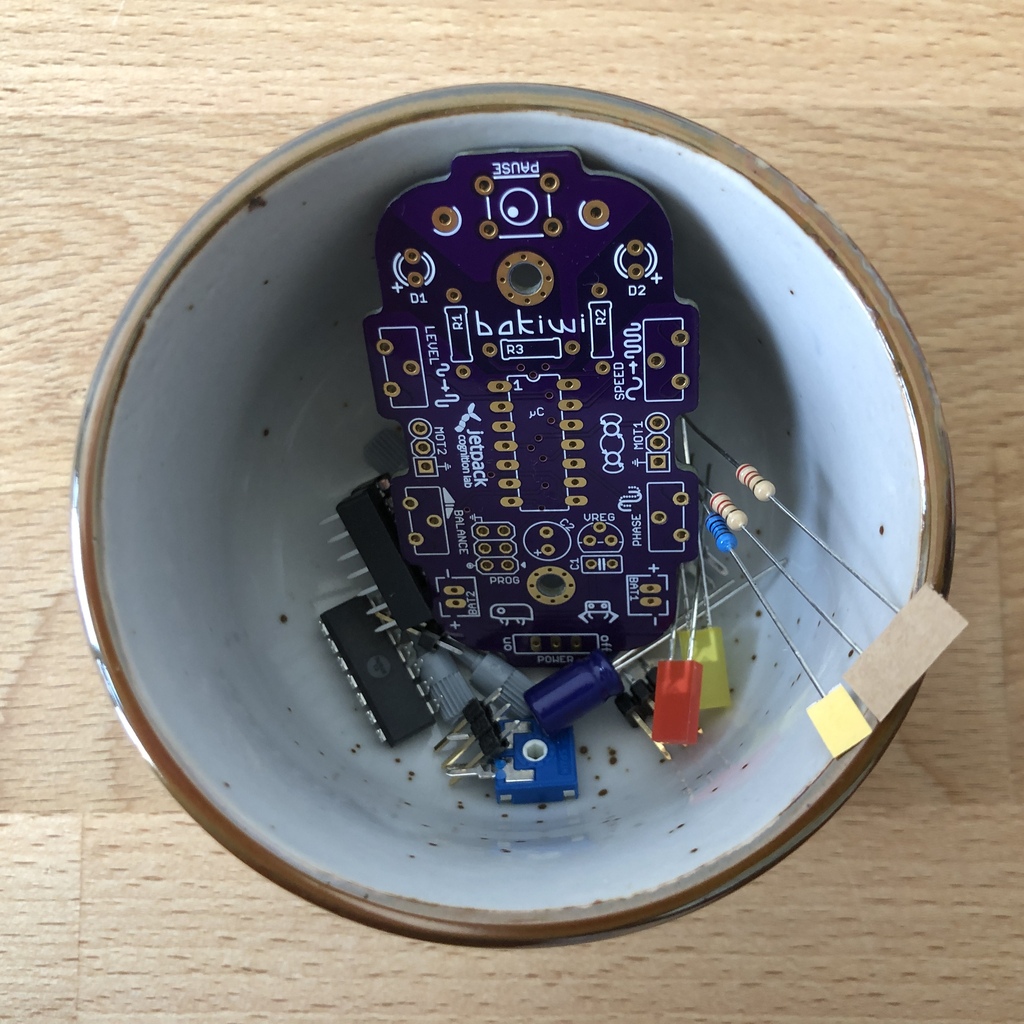 PAUSE
D1
D2
R1
bakiwi
R2
R3
LEVEL
SPEED
1
µC
MOT2
jetpack
cognition lab
MOT1
BALANCE
PHASE
VREG
C2
+
C1
PROG
BAT2
BAT1
+
-
+
on
off
POWER